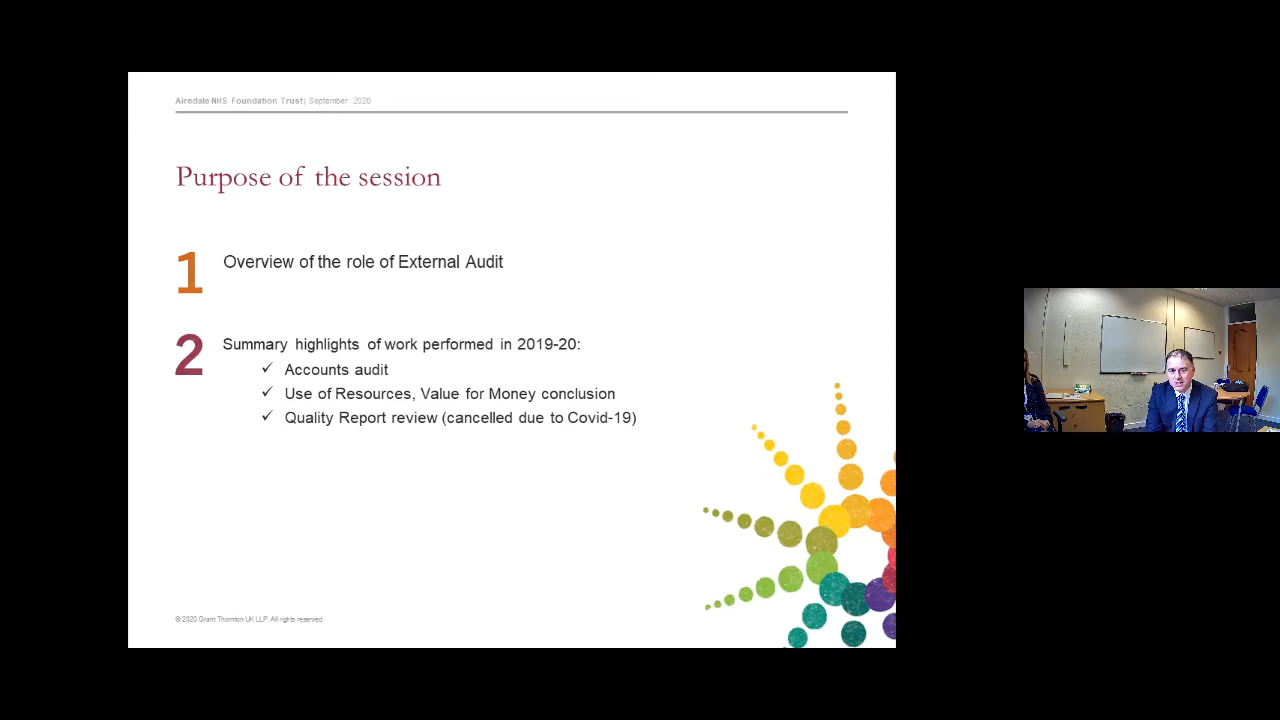 Airedale NHS Foundation Trust | September 2020
Purpose of the session
1 Overview of the role of External Audit
2 Summary highlights of work performed in 2019-20:
✓ Accounts audit
✓ Use of Resources, Value for Money conclusion
✓ Quality Report review (cancelled due to Covid-19)
© 2020 Grant Thornton UK LLP. All rights reserved.